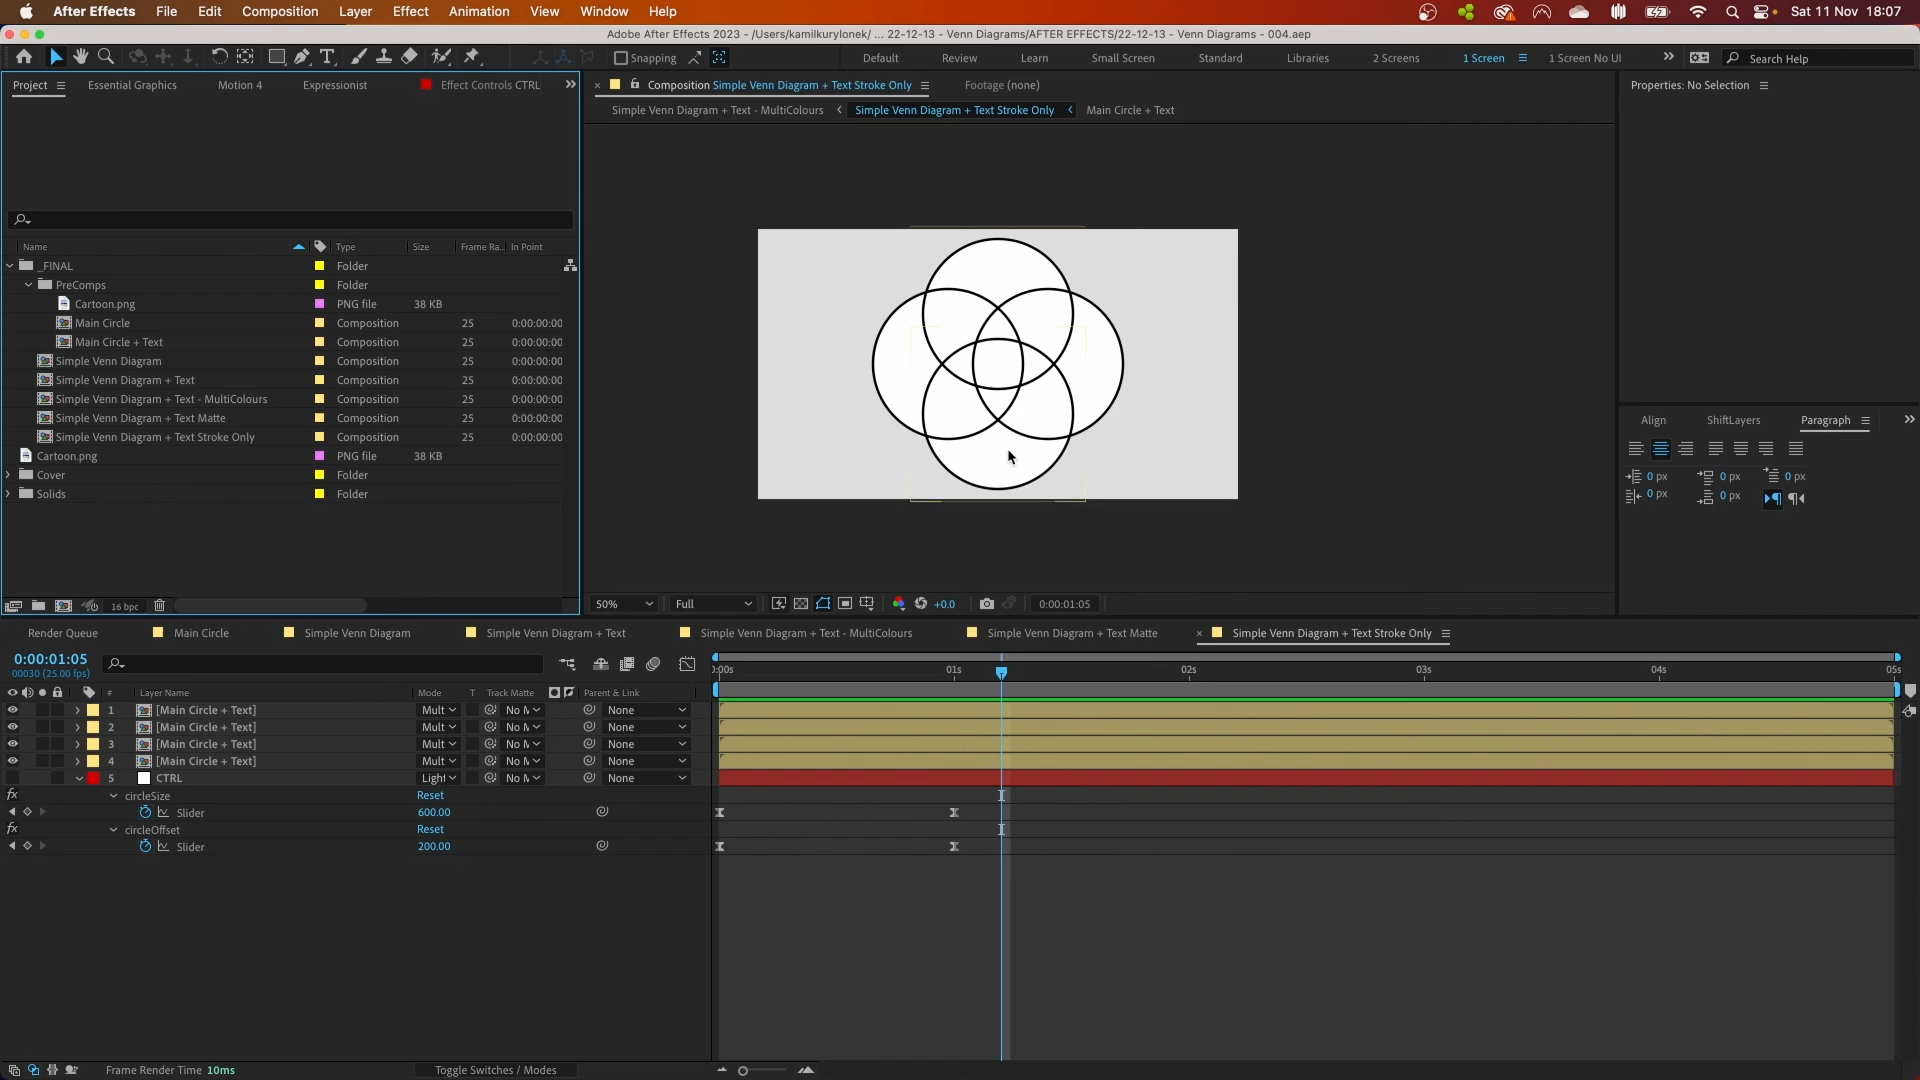 After Effects File Edit Composition Layer Effect Animation View Window Help Sat 11 Nov 18:07
Adobe After Effects 2023 - /Users/kamilkurylonek/ ... 22-12-13 - Venn Diagrams/AFTER EFFECTS/22-12-13 - Venn Diagrams - 004.aep
Snapping Default Review Learn Small Screen Standard Libraries 2 Screens 1 Screen 1 Screen No UI Search Help
Project Essential Graphics Motion 4 Expressionist Effect Controls CTRL
Composition Simple Venn Diagram + Text Stroke Only Footage (none)
Properties: No Selection
Simple Venn Diagram + Text - MultiColours Simple Venn Diagram + Text Stroke Only Main Circle + Text
Name Type Size Frame Ra... In Point
_FINAL Folder
PreComps Folder
Cartoon.png PNG file 38 KB
Main Circle Composition 25 0:00:00:00
Main Circle + Text Composition 25 0:00:00:00
Simple Venn Diagram Composition 25 0:00:00:00
Simple Venn Diagram + Text Composition 25 0:00:00:00
Simple Venn Diagram + Text - MultiColours Composition 25 0:00:00:00
Simple Venn Diagram + Text Matte Composition 25 0:00:00:00
Simple Venn Diagram + Text Stroke Only Composition 25 0:00:00:00
Cartoon.png PNG file 38 KB
Cover Folder
Solids Folder
16 bpc
50% Full +0.0 0:00:01:05
Align ShiftLayers Paragraph
0 px 0 px 0 px
0 px 0 px
Render Queue Main Circle Simple Venn Diagram Simple Venn Diagram + Text Simple Venn Diagram + Text - MultiColours Simple Venn Diagram + Text Matte Simple Venn Diagram + Text Stroke Only
0:00:01:05
00030 (25.00 fps)
):00s 01s 02s 03s 04s 05s
# Layer Name Mode T Track Matte Parent & Link
1 [Main Circle + Text] Mult No M None
2 [Main Circle + Text] Mult No M None
3 [Main Circle + Text] Mult No M None
4 [Main Circle + Text] Mult No M None
5 CTRL Light No M None
fx circleSize Reset
Slider 600.00
fx circleOffset Reset
Slider 200.00
Frame Render Time 10ms Toggle Switches / Modes